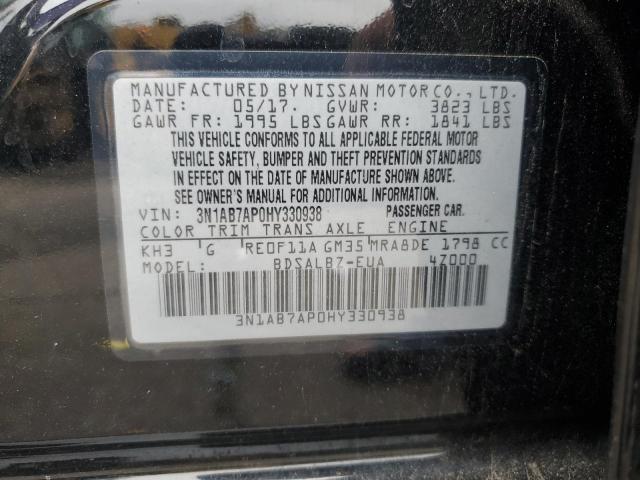 MANUFACTURED BY NISSAN MOTOR CO., LTD.
DATE: 05/17. GVWR: 3823 LBS
GAWR FR: 1995 LBS GAWR RR: 1841 LBS
THIS VEHICLE CONFORMS TO ALL APPLICABLE FEDERAL MOTOR
VEHICLE SAFETY, BUMPER AND THEFT PREVENTION STANDARDS
IN EFFECT ON THE DATE OF MANUFACTURE SHOWN ABOVE.
SEE OWNER'S MANUAL FOR ADDITIONAL INFORMATION.
VIN: 3N1AB7AP0HY330938 PASSENGER CAR.
COLOR TRIM TRANS AXLE ENGINE
KH3 G RE0F11A GM35 MRA8DE 1798 CC
MODEL: BDSALBZ-EUA 4Z000
3N1AB7AP0HY330938